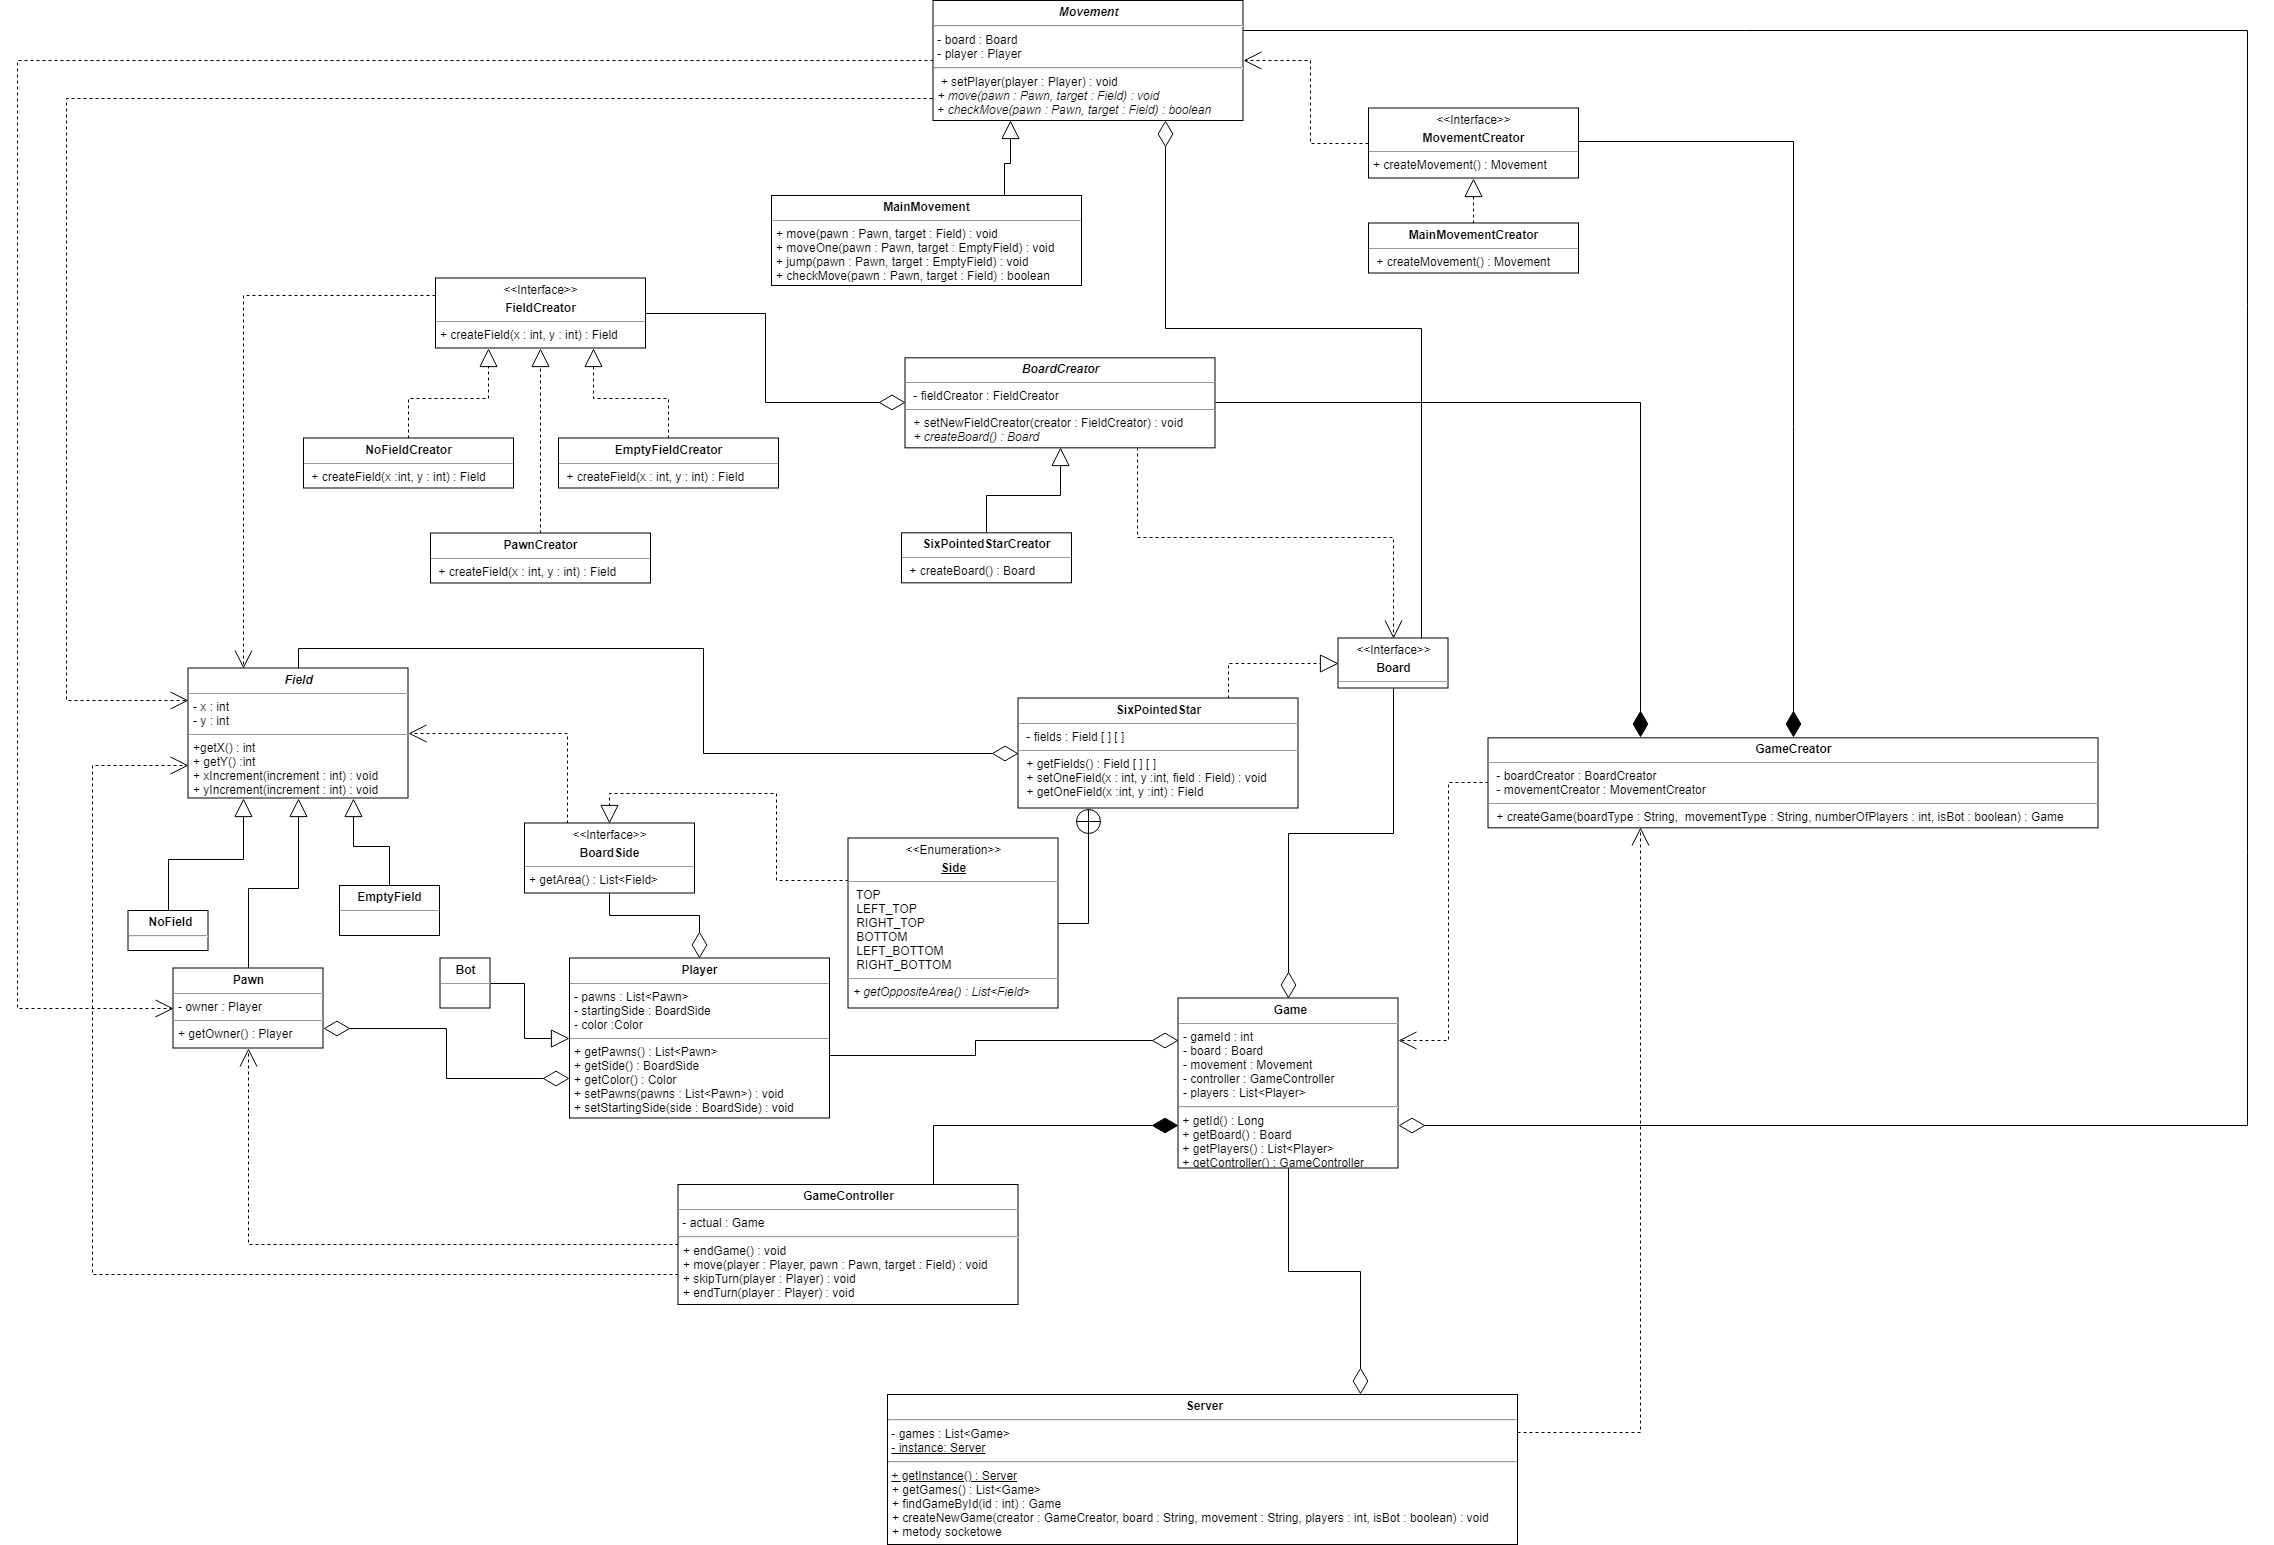 Movement
- board : Board
- player : Player
+ setPlayer(player : Player) : void
+ move(pawn : Pawn, target : Field) : void
+ checkMove(pawn : Pawn, target : Field) : boolean
<<Interface>>
MovementCreator
+ createMovement() : Movement
MainMovement
+ move(pawn : Pawn, target : Field) : void
+ moveOne(pawn : Pawn, target : EmptyField) : void
+ jump(pawn : Pawn, target : EmptyField) : void
+ checkMove(pawn : Pawn, target : Field) : boolean
MainMovementCreator
+ createMovement() : Movement
<<Interface>>
FieldCreator
+ createField(x : int, y : int) : Field
BoardCreator
- fieldCreator : FieldCreator
+ setNewFieldCreator(creator : FieldCreator) : void
+ createBoard() : Board
NoFieldCreator
+ createField(x :int, y : int) : Field
EmptyFieldCreator
+ createField(x : int, y : int) : Field
PawnCreator
+ createField(x : int, y : int) : Field
SixPointedStarCreator
+ createBoard() : Board
<<Interface>>
Board
Field
- x : int
- y : int
+getX() : int
+ getY() :int
+ xIncrement(increment : int) : void
+ yIncrement(increment : int) : void
SixPointedStar
- fields : Field [ ] [ ]
+ getFields() : Field [ ] [ ]
+ setOneField(x : int, y :int, field : Field) : void
+ getOneField(x :int, y :int) : Field
GameCreator
- boardCreator : BoardCreator
- movementCreator : MovementCreator
+ createGame(boardType : String,  movementType : String, numberOfPlayers : int, isBot : boolean) : Game
<<Interface>>
BoardSide
+ getArea() : List<Field>
<<Enumeration>>
Side
TOP
LEFT_TOP
RIGHT_TOP
BOTTOM
LEFT_BOTTOM
RIGHT_BOTTOM
+ getOppositeArea() : List<Field>
NoField
EmptyField
Pawn
- owner : Player
+ getOwner() : Player
Bot
Player
- pawns : List<Pawn>
- startingSide : BoardSide
- color :Color
+ getPawns() : List<Pawn>
+ getSide() : BoardSide
+ getColor() : Color
+ setPawns(pawns : List<Pawn>) : void
+ setStartingSide(side : BoardSide) : void
Game
- gameId : int
- board : Board
- movement : Movement
- controller : GameController
- players : List<Player>
+ getId() : Long
+ getBoard() : Board
+ getPlayers() : List<Player>
+ getController() : GameController
GameController
- actual : Game
+ endGame() : void
+ move(player : Player, pawn : Pawn, target : Field) : void
+ skipTurn(player : Player) : void
+ endTurn(player : Player) : void
Server
- games : List<Game>
- instance: Server
+ getInstance() : Server
+ getGames() : List<Game>
+ findGameById(id : int) : Game
+ createNewGame(creator : GameCreator, board : String, movement : String, players : int, isBot : boolean) : void
+ metody socketowe